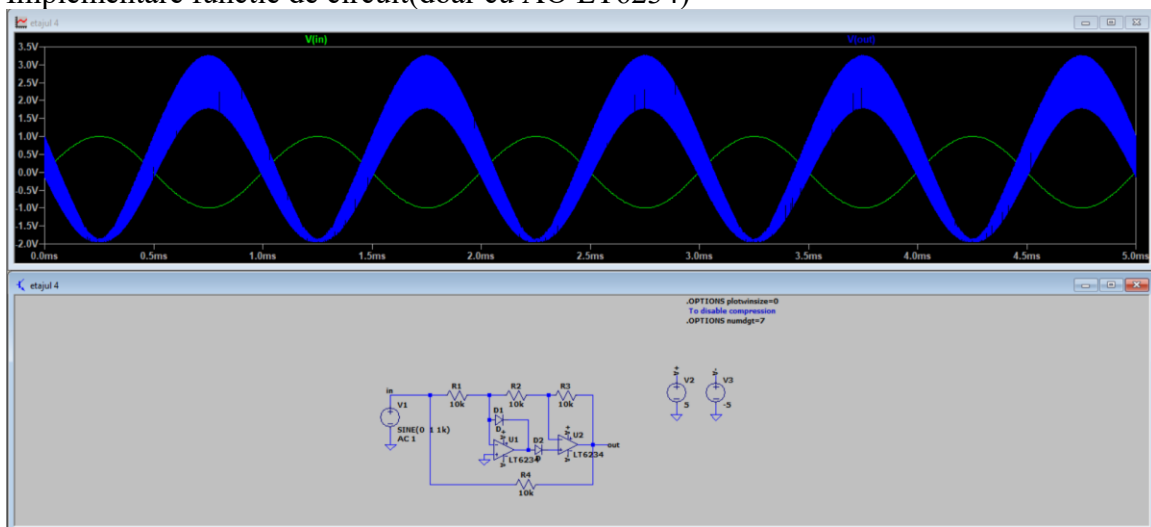 Implementare funcție de circuit(doar cu AO LT6234)
etajul 4
V(in) V(out)
3.5V
3.0V
2.5V
2.0V
1.5V
1.0V
0.5V
0.0V
-0.5V
-1.0V
-1.5V
-2.0V
0.0ms 0.5ms 1.0ms 1.5ms 2.0ms 2.5ms 3.0ms 3.5ms 4.0ms 4.5ms 5.0ms
etajul 4
.OPTIONS plotwinsize=0
To disable compression
.OPTIONS numdgt=7
in
R1
10k
R2
10k
R3
10k
V1
SINE(0 1 1k)
AC 1
D1
D
U1
LT6234
D2
D
U2
LT6234
out
R4
10k
+A
V2
5
-A
V3
-5